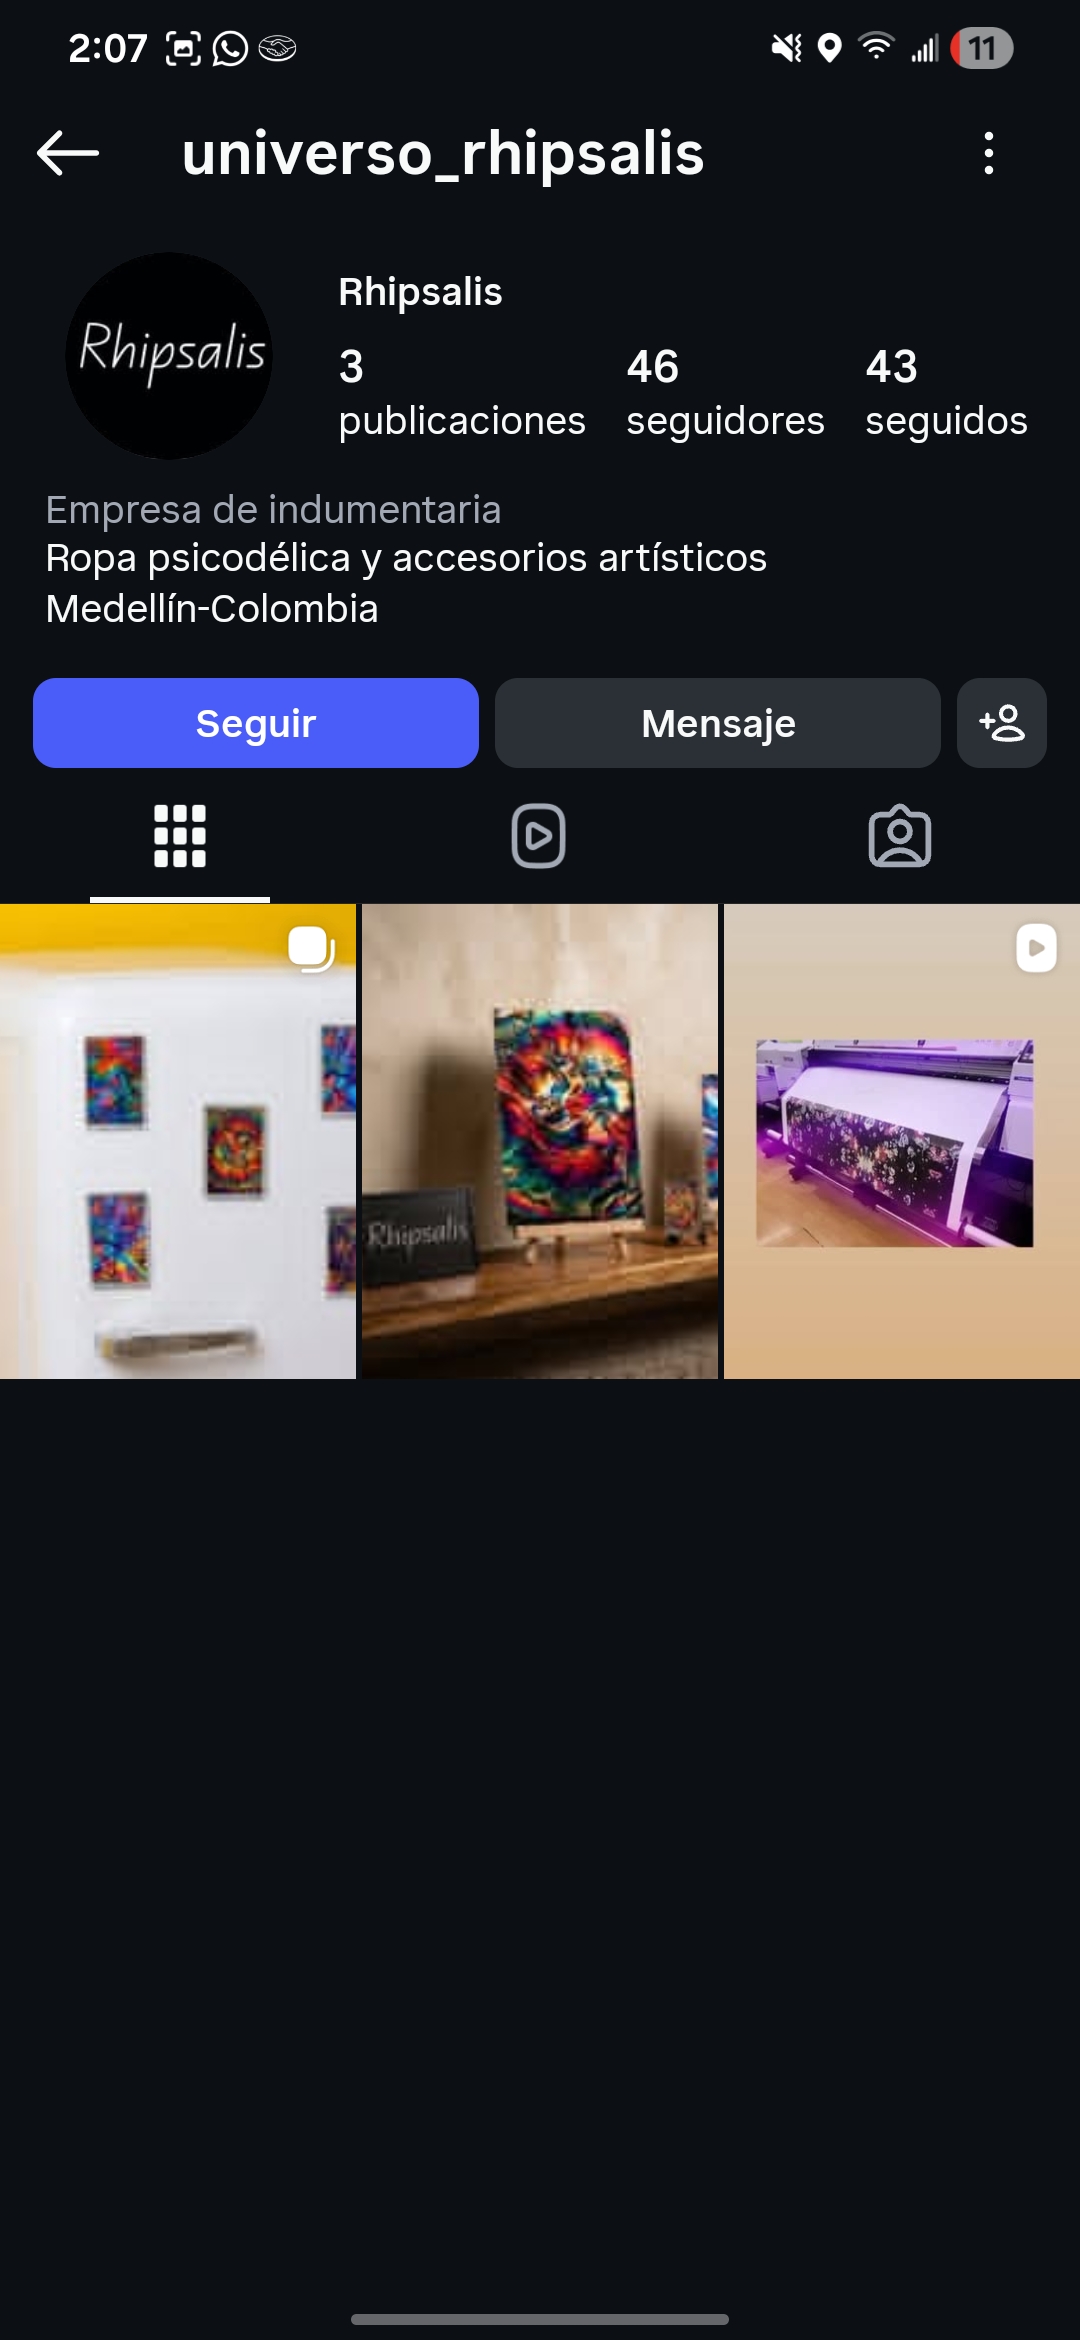 2:07
11
universo_rhipsalis
Rhipsalis
Rhipsalis
3 46 43
publicaciones seguidores seguidos
Empresa de indumentaria
Ropa psicodélica y accesorios artísticos
Medellín-Colombia
Seguir Mensaje
Rhipsalis